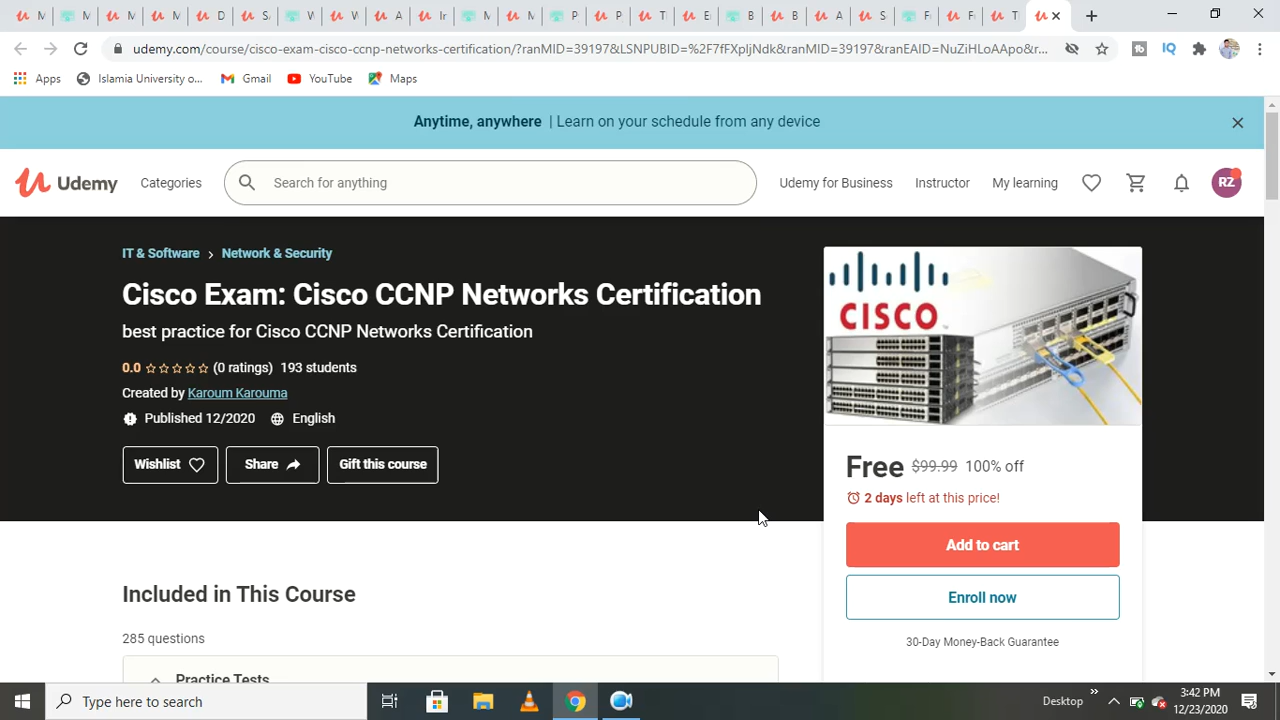 udemy.com/course/cisco-exam-cisco-ccnp-networks-certification/?ranMID=39197&LSNPUBID=%2F7fFXpljNdk&ranMID=39197&ranEAID=NuZiHLoAApo&r...
Apps Islamia University o... Gmail YouTube Maps
Anytime, anywhere | Learn on your schedule from any device
Udemy Categories Search for anything Udemy for Business Instructor My learning RZ
IT & Software › Network & Security
Cisco Exam: Cisco CCNP Networks Certification
best practice for Cisco CCNP Networks Certification
0.0 (0 ratings) 193 students
Created by Karoum Karouma
Published 12/2020 English
Wishlist Share Gift this course
CISCO
Free $99.99 100% off
2 days left at this price!
Add to cart
Enroll now
30-Day Money-Back Guarantee
Included in This Course
285 questions
Practice Tests
Type here to search
Desktop
3:42 PM
12/23/2020